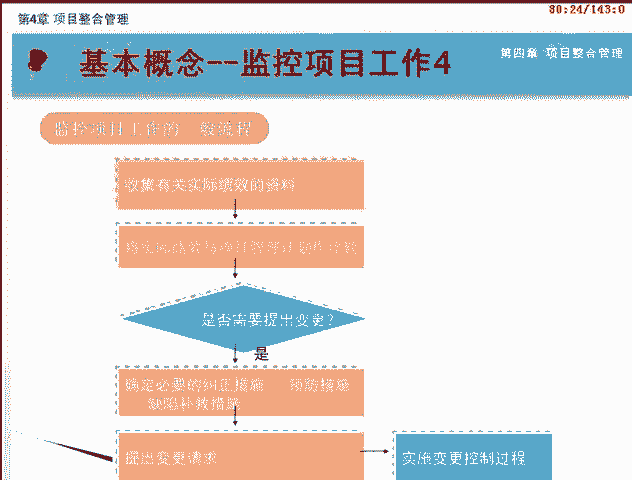 80:24/143:0
第4章 项目整合管理
基本概念--监控项目工作4
第四章 项目整合管理
监控项目工作的一般流程
收集有关实际绩效的资料
是否需要提出变更？
是
确定必要的纠正措施 预防措施
缺陷补救措施
提出变更请求
实施变更控制过程